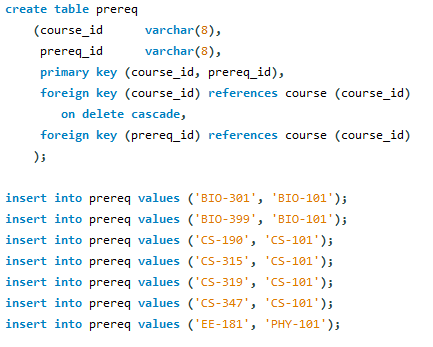 create table prereq
(course_id varchar(8),
prereq_id varchar(8),
primary key (course_id, prereq_id),
foreign key (course_id) references course (course_id)
on delete cascade,
foreign key (prereq_id) references course (course_id)
);
insert into prereq values ('BIO-301', 'BIO-101');
insert into prereq values ('BIO-399', 'BIO-101');
insert into prereq values ('CS-190', 'CS-101');
insert into prereq values ('CS-315', 'CS-101');
insert into prereq values ('CS-319', 'CS-101');
insert into prereq values ('CS-347', 'CS-101');
insert into prereq values ('EE-181', 'PHY-101');